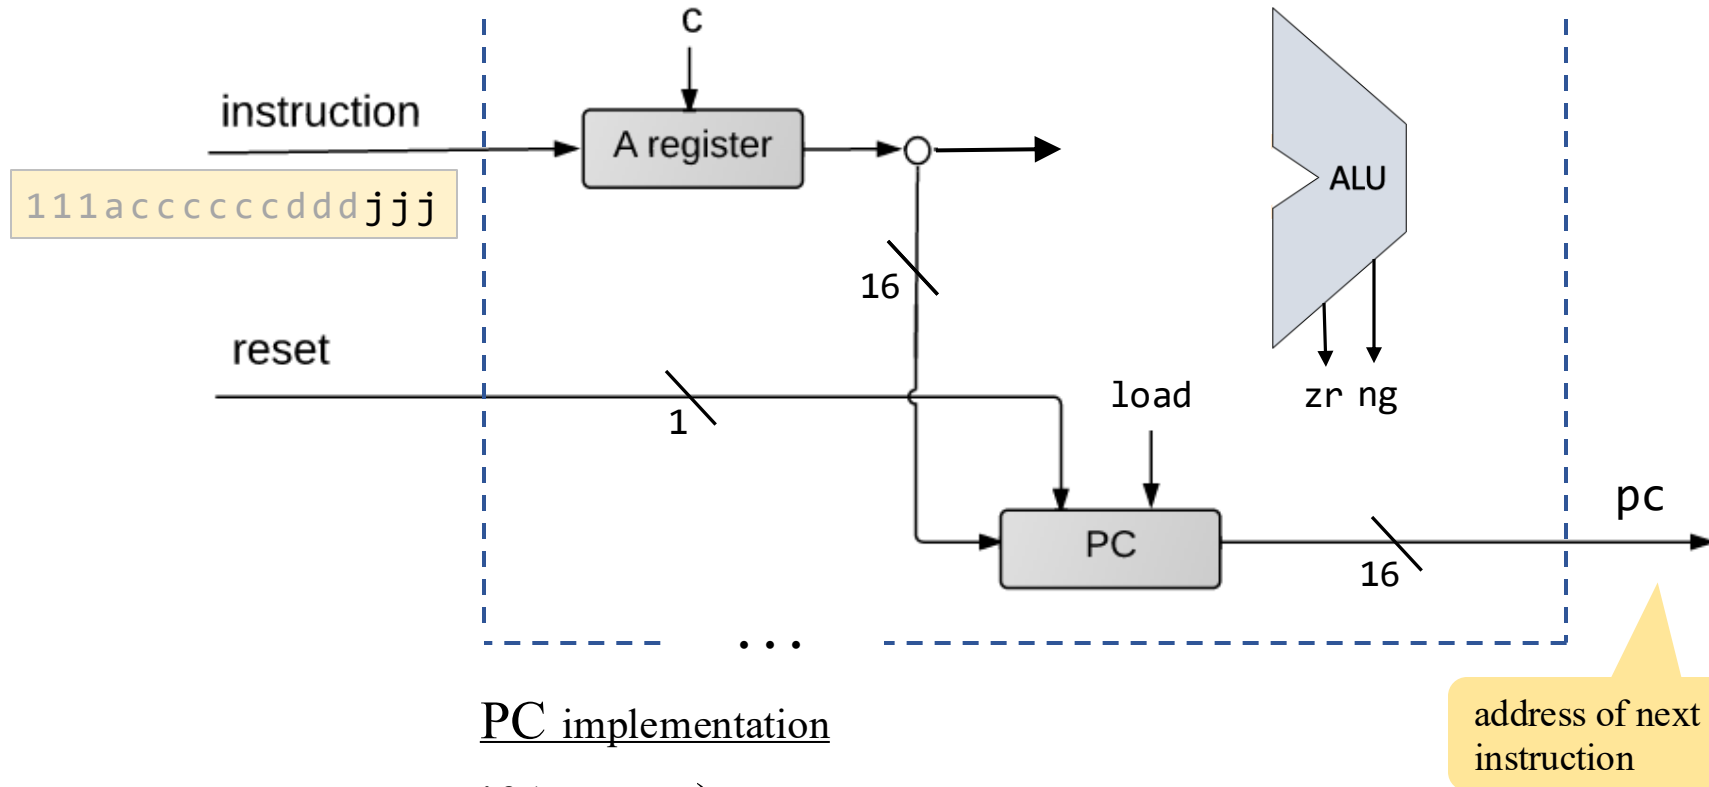 c
instruction
A register
111accccccdddjjj
ALU
16
reset
1
load
zr ng
pc
PC
16
...
PC implementation
address of next
instruction